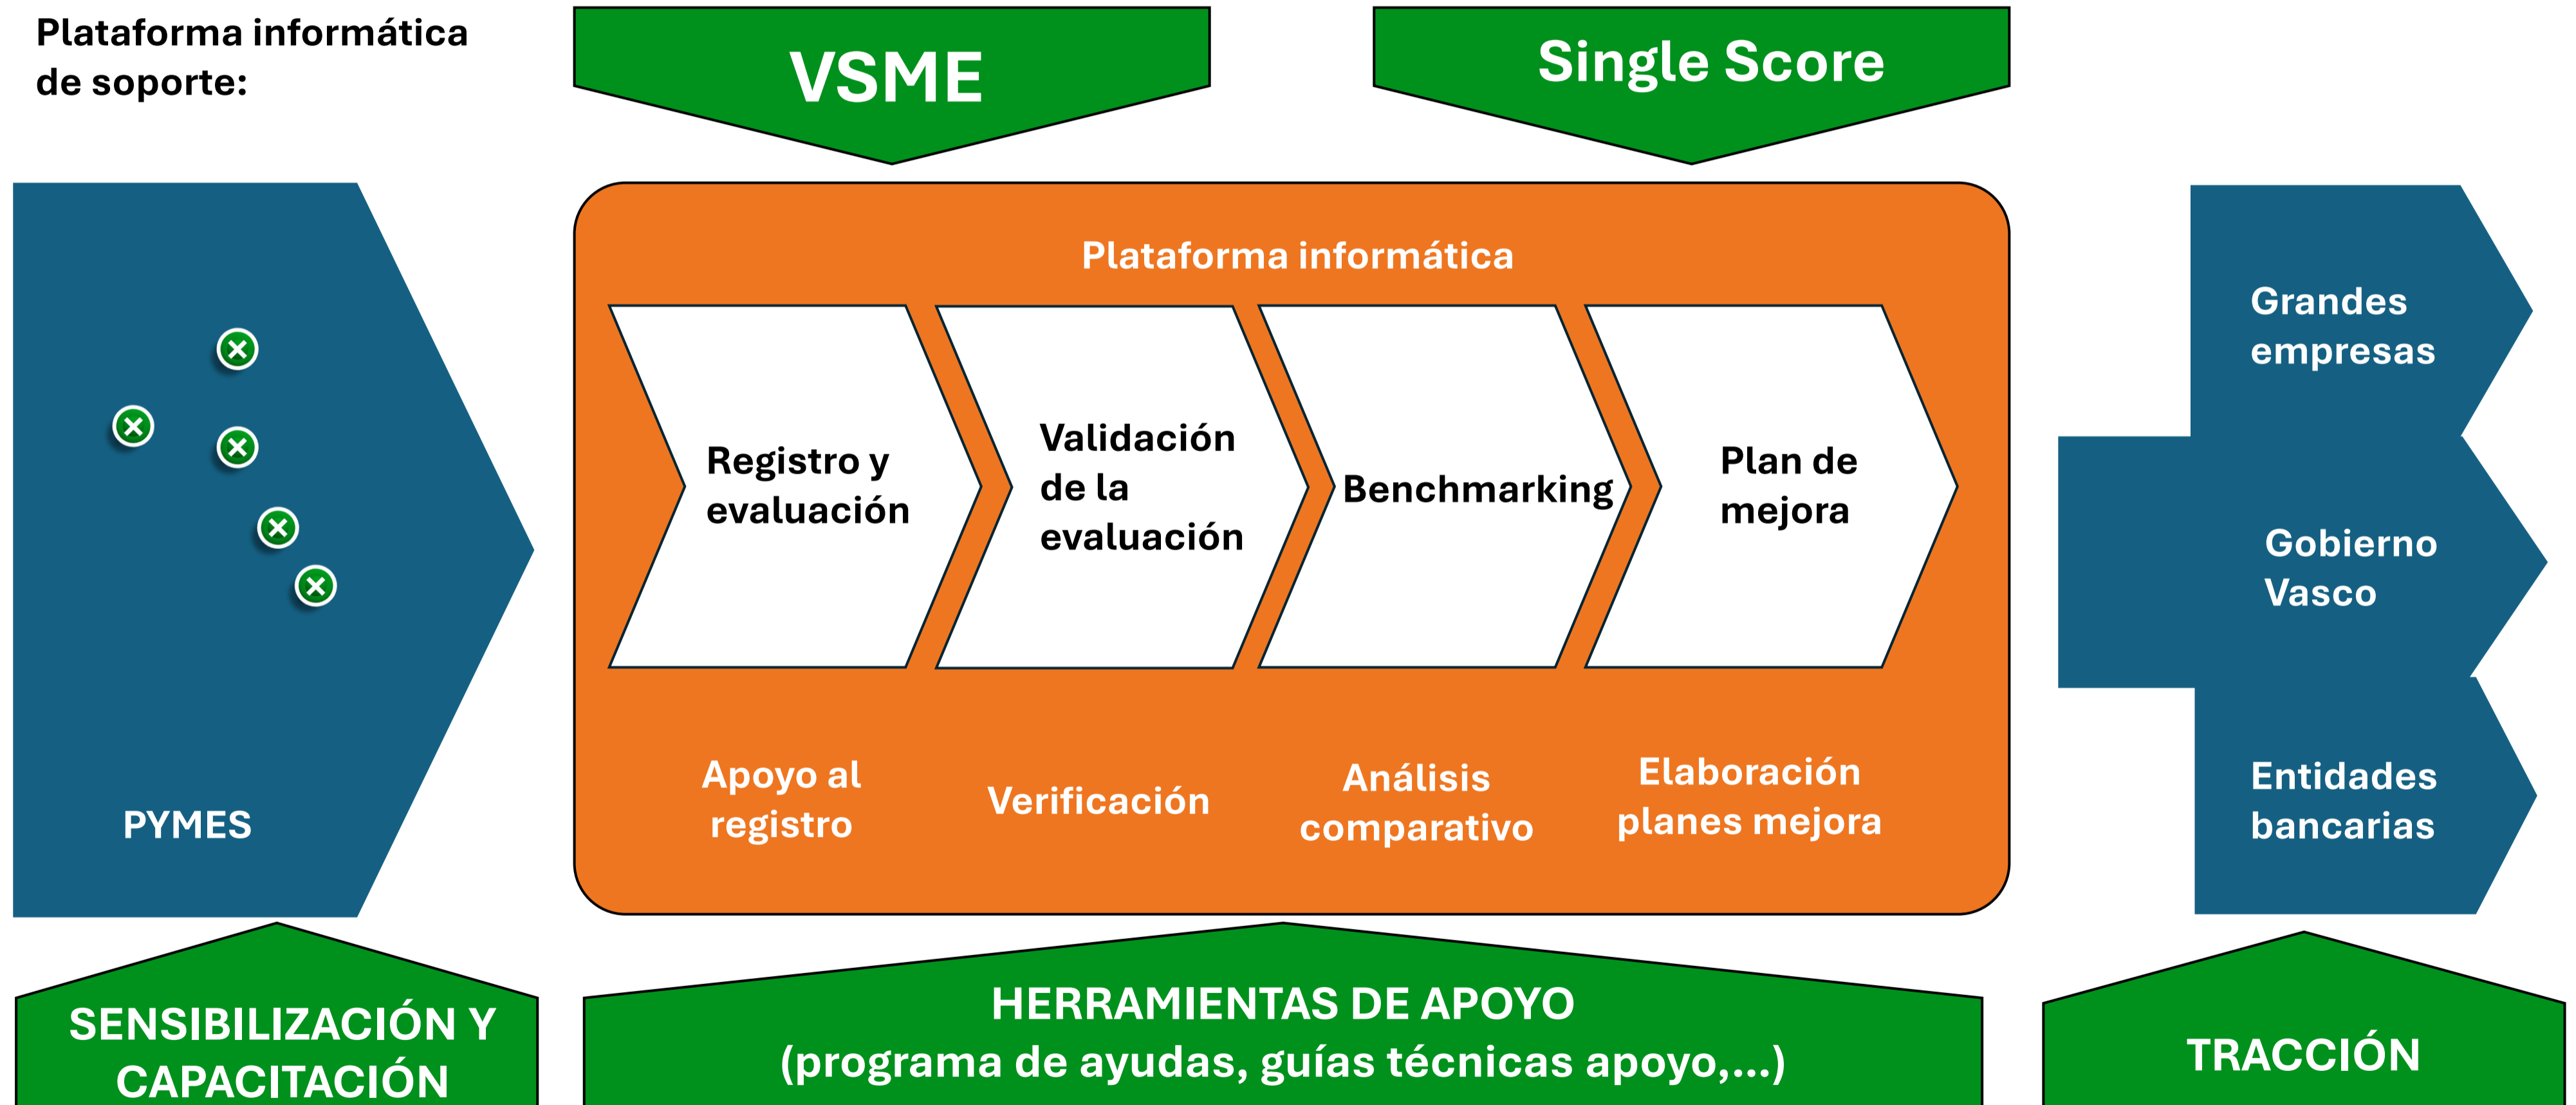 Plataforma informática
de soporte:
VSME
Single Score
Plataforma informática
Registro y
evaluación
Validación
de la
evaluación
Benchmarking
Plan de
mejora
Apoyo al
registro
Verificación
Análisis
comparativo
Elaboración
planes mejora
PYMES
Grandes
empresas
Gobierno
Vasco
Entidades
bancarias
SENSIBILIZACIÓN Y
CAPACITACIÓN
HERRAMIENTAS DE APOYO
(programa de ayudas, guías técnicas apoyo,...)
TRACCIÓN